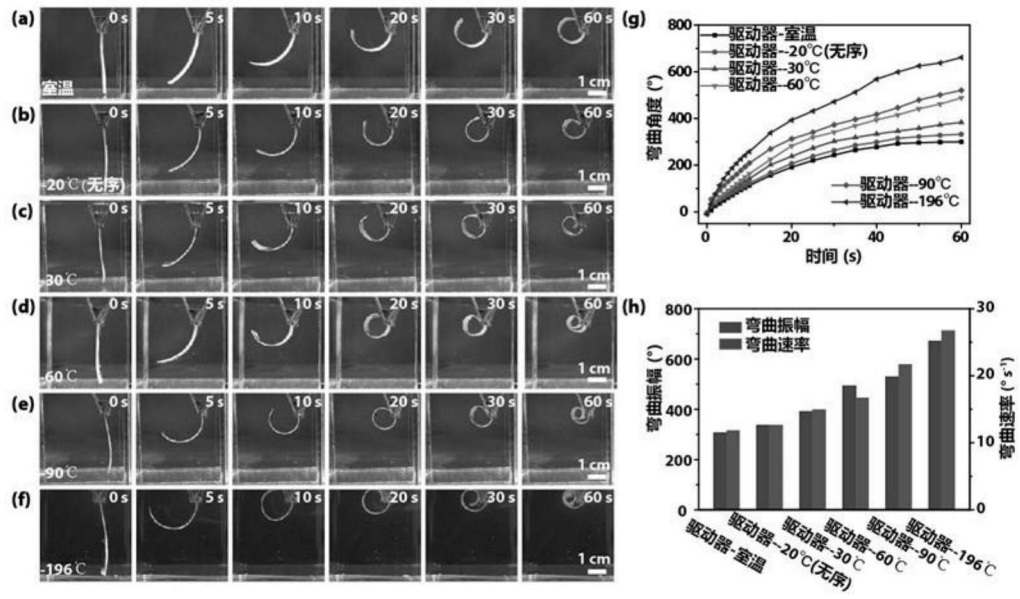 (a) 0 s 5 s 10 s 20 s 30 s 60 s
室温 1 cm
(b) 0 s 5 s 10 s 20 s 30 s 60 s
-20℃(无序) 1 cm
(c) 0 s 5 s 10 s 20 s 30 s 60 s
-30℃ 1 cm
(d) 0 s 5 s 10 s 20 s 30 s 60 s
-60℃ 1 cm
(e) 0 s 5 s 10 s 20 s 30 s 60 s
-90℃ 1 cm
(f) 0 s 5 s 10 s 20 s 30 s 60 s
-196℃ 1 cm
(g)
800
600
400
200
0
弯曲角度 (°)
驱动器-室温
驱动器--20℃(无序)
驱动器--30℃
驱动器--60℃
驱动器--90℃
驱动器--196℃
0 20 40 60
时间 (s)
(h)
800
600
400
200
0
弯曲振幅 (°)
弯曲振幅
弯曲速率
30
20
10
0
弯曲速率 (° s⁻¹)
驱动器-室温
驱动器--20℃(无序)
驱动器--30℃
驱动器--60℃
驱动器--90℃
驱动器--196℃